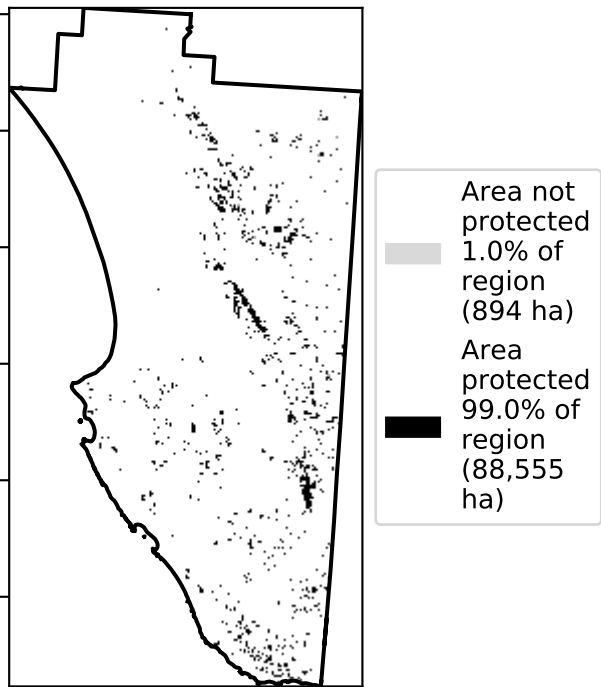 Area not
protected
1.0% of
region
(894 ha)
Area
protected
99.0% of
region
(88,555
ha)